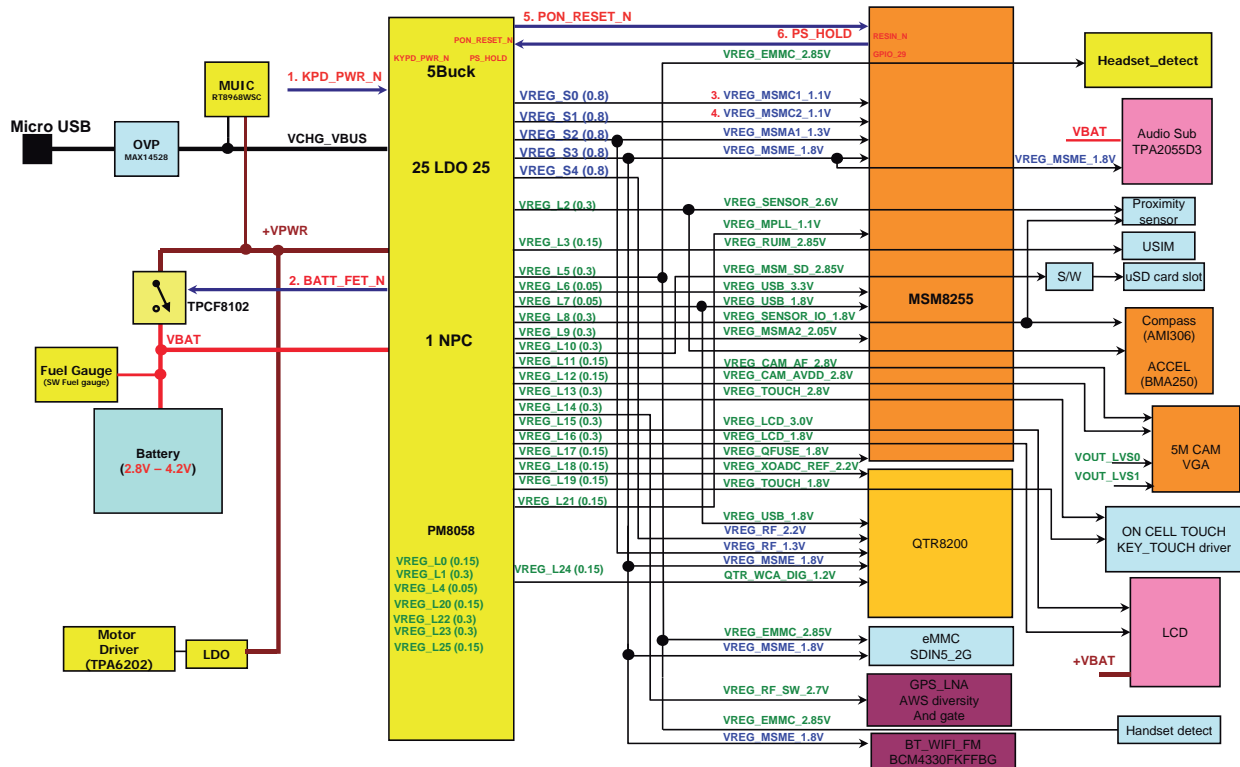 5. PON_RESET_N
6. PS_HOLD
PON_RESET_N
KYPD_PWR_N
PS_HOLD
5Buck
RESIN_N
GPIO_29
VREG_EMMC_2.85V
Headset_detect
MUIC
RT8968WSC
1. KPD_PWR_N
Micro USB
OVP
MAX14528
VCHG_VBUS
VREG_S0 (0.8)
3. VREG_MSMC1_1.1V
VREG_S1 (0.8)
4. VREG_MSMC2_1.1V
VREG_S2 (0.8)
VREG_MSMA1_1.3V
VREG_S3 (0.8)
VREG_MSME_1.8V
VREG_S4 (0.8)
VBAT
Audio Sub
TPA2055D3
VREG_MSME_1.8V
25 LDO 25
VREG_L2 (0.3)
VREG_SENSOR_2.6V
VREG_MPLL_1.1V
Proximity
sensor
+VPWR
VREG_L3 (0.15)
VREG_RUIM_2.85V
USIM
VREG_L5 (0.3)
VREG_MSM_SD_2.85V
S/W
uSD card slot
2. BATT_FET_N
TPCF8102
VREG_L6 (0.05)
VREG_USB_3.3V
VREG_L7 (0.05)
VREG_USB_1.8V
MSM8255
VREG_L8 (0.3)
VREG_SENSOR_IO_1.8V
VREG_L9 (0.3)
VREG_MSMA2_2.05V
Compass
(AMI306)
ACCEL
(BMA250)
VBAT
1 NPC
VREG_L10 (0.3)
VREG_L11 (0.15)
VREG_CAM_AF_2.8V
VREG_L12 (0.15)
VREG_CAM_AVDD_2.8V
VREG_L13 (0.3)
VREG_TOUCH_2.8V
VREG_L14 (0.3)
VREG_L15 (0.3)
VREG_LCD_3.0V
VREG_L16 (0.3)
VREG_LCD_1.8V
VREG_L17 (0.15)
VREG_QFUSE_1.8V
VREG_L18 (0.15)
VREG_XOADC_REF_2.2V
VREG_L19 (0.15)
VREG_TOUCH_1.8V
VREG_L21 (0.15)
Fuel Gauge
(SW Fuel gauge)
Battery
(2.8V – 4.2V)
5M CAM
VGA
VOUT_LVS0
VOUT_LVS1
PM8058
VREG_USB_1.8V
VREG_RF_2.2V
VREG_RF_1.3V
VREG_MSME_1.8V
QTR8200
ON CELL TOUCH
KEY_TOUCH driver
VREG_L24 (0.15)
QTR_WCA_DIG_1.2V
VREG_L0 (0.15)
VREG_L1 (0.3)
VREG_L4 (0.05)
VREG_L20 (0.15)
VREG_L22 (0.3)
VREG_L23 (0.3)
VREG_L25 (0.15)
Motor
Driver
(TPA6202)
LDO
VREG_EMMC_2.85V
VREG_MSME_1.8V
eMMC
SDIN5_2G
LCD
+VBAT
VREG_RF_SW_2.7V
GPS_LNA
AWS diversity
And gate
VREG_EMMC_2.85V
Handset detect
VREG_MSME_1.8V
BT_WIFI_FM
BCM4330FKFFBG